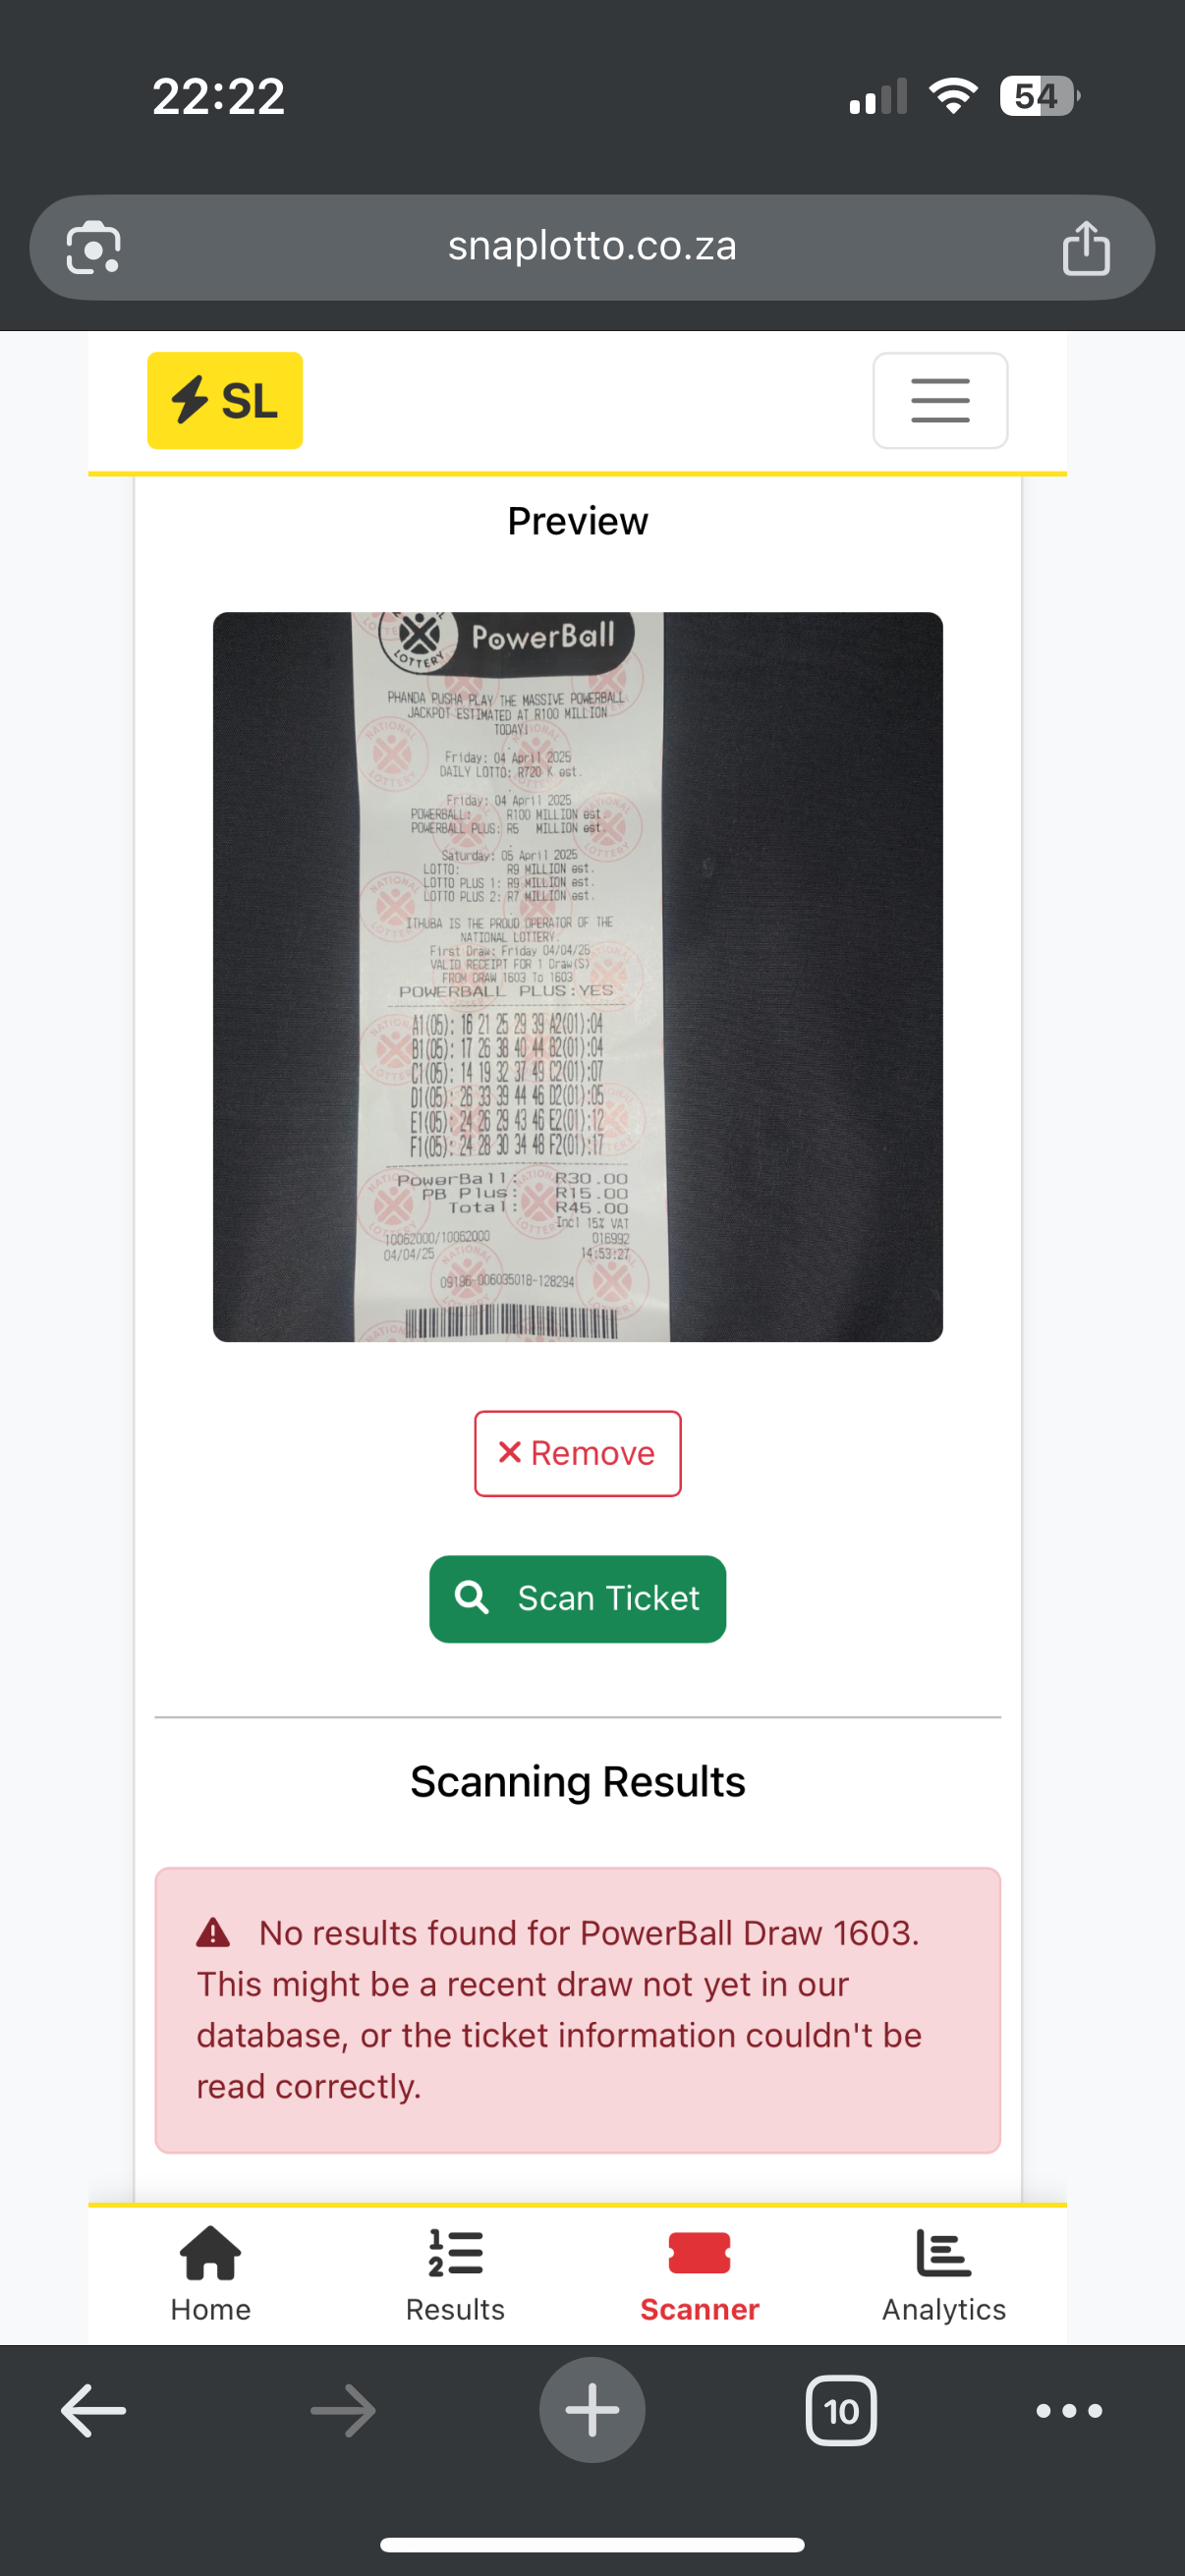 22:22
54
snaplotto.co.za
SL
Preview
LOTTERY
PowerBall
PHANDA PUSHA PLAY THE MASSIVE POWERBALL
JACKPOT ESTIMATED AT R100 MILLION
TODAY!
Friday: 04 April 2025
DAILY LOTTO: R720 K est.
Friday: 04 April 2025
POWERBALL: R100 MILLION est.
POWERBALL PLUS: R5 MILLION est.
Saturday: 05 April 2025
LOTTO: R9 MILLION est.
LOTTO PLUS 1: R9 MILLION est.
LOTTO PLUS 2: R7 MILLION est.
ITHUBA IS THE PROUD OPERATOR OF THE
NATIONAL LOTTERY.
First Draw: Friday 04/04/25
VALID RECEIPT FOR 1 Draw(S)
FROM DRAW 1603 To 1603
POWERBALL PLUS:YES
A1(05): 16 21 25 29 39 A2(01):04
B1(05): 17 26 38 40 44 B2(01):04
C1(05): 14 19 32 37 49 C2(01):07
D1(05): 26 33 39 44 46 D2(01):05
E1(05): 24 26 29 43 46 E2(01):12
F1(05): 24 28 30 34 48 F2(01):17
PowerBall: R30.00
PB Plus: R15.00
Total: R45.00
Incl 15% VAT
10062000/10062000 016992
04/04/25 14:53:27
09186-006035018-128294
Remove
Scan Ticket
Scanning Results
No results found for PowerBall Draw 1603.
This might be a recent draw not yet in our
database, or the ticket information couldn't be
read correctly.
Home
Results
Scanner
Analytics
10